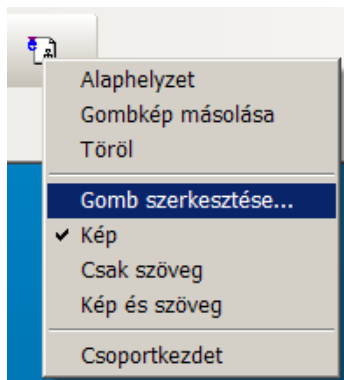 Alaphelyzet
Gombkép másolása
Töröl
Gomb szerkesztése...
Kép
Csak szöveg
Kép és szöveg
Csoportkezdet